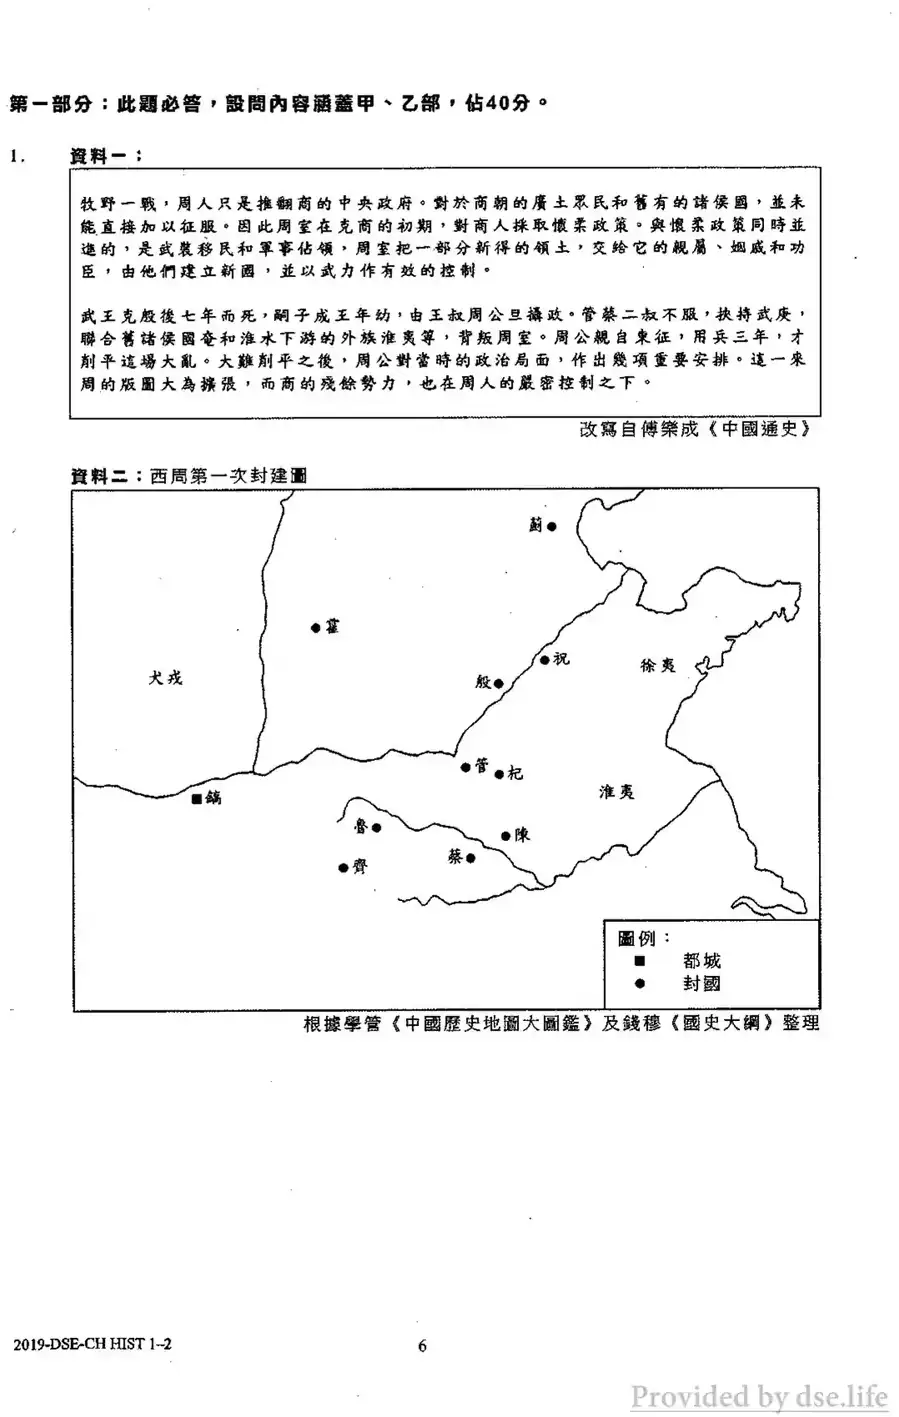 第一部分：此題必答，設問內容涵蓋甲、乙部，佔40分。
1. 資料一：
牧野一戰，周人只是推翻商的中央政府。對於商朝的廣土眾民和舊有的諸侯國，並未
能直接加以征服。因此周室在克商的初期，對商人採取懷柔政策。與懷柔政策同時並
進的，是武裝移民和軍事佔領，周室把一部分新得的領土，交給它的親屬、姻戚和功
臣，由他們建立新國，並以武力作有效的控制。
武王克殷後七年而死，嗣子成王年幼，由王叔周公旦攝政。管蔡二叔不服，挾持武庚，
聯合舊諸侯國奄和淮水下游的外族淮夷等，背叛周室。周公親自東征，用兵三年，才
削平這場大亂。大難削平之後，周公對當時的政治局面，作出幾項重要安排。這一來
周的版圖大為擴張，而商的殘餘勢力，也在周人的嚴密控制之下。
改寫自傅樂成《中國通史》
資料二：西周第一次封建圖
薊
霍
祝
徐夷
犬戎
殷
管
杞
淮夷
鎬
魯
陳
蔡
齊
圖例：
都城
封國
根據學管《中國歷史地圖大圖鑑》及錢穆《國史大綱》整理
2019-DSE-CH HIST 1–2
6
Provided by dse.life